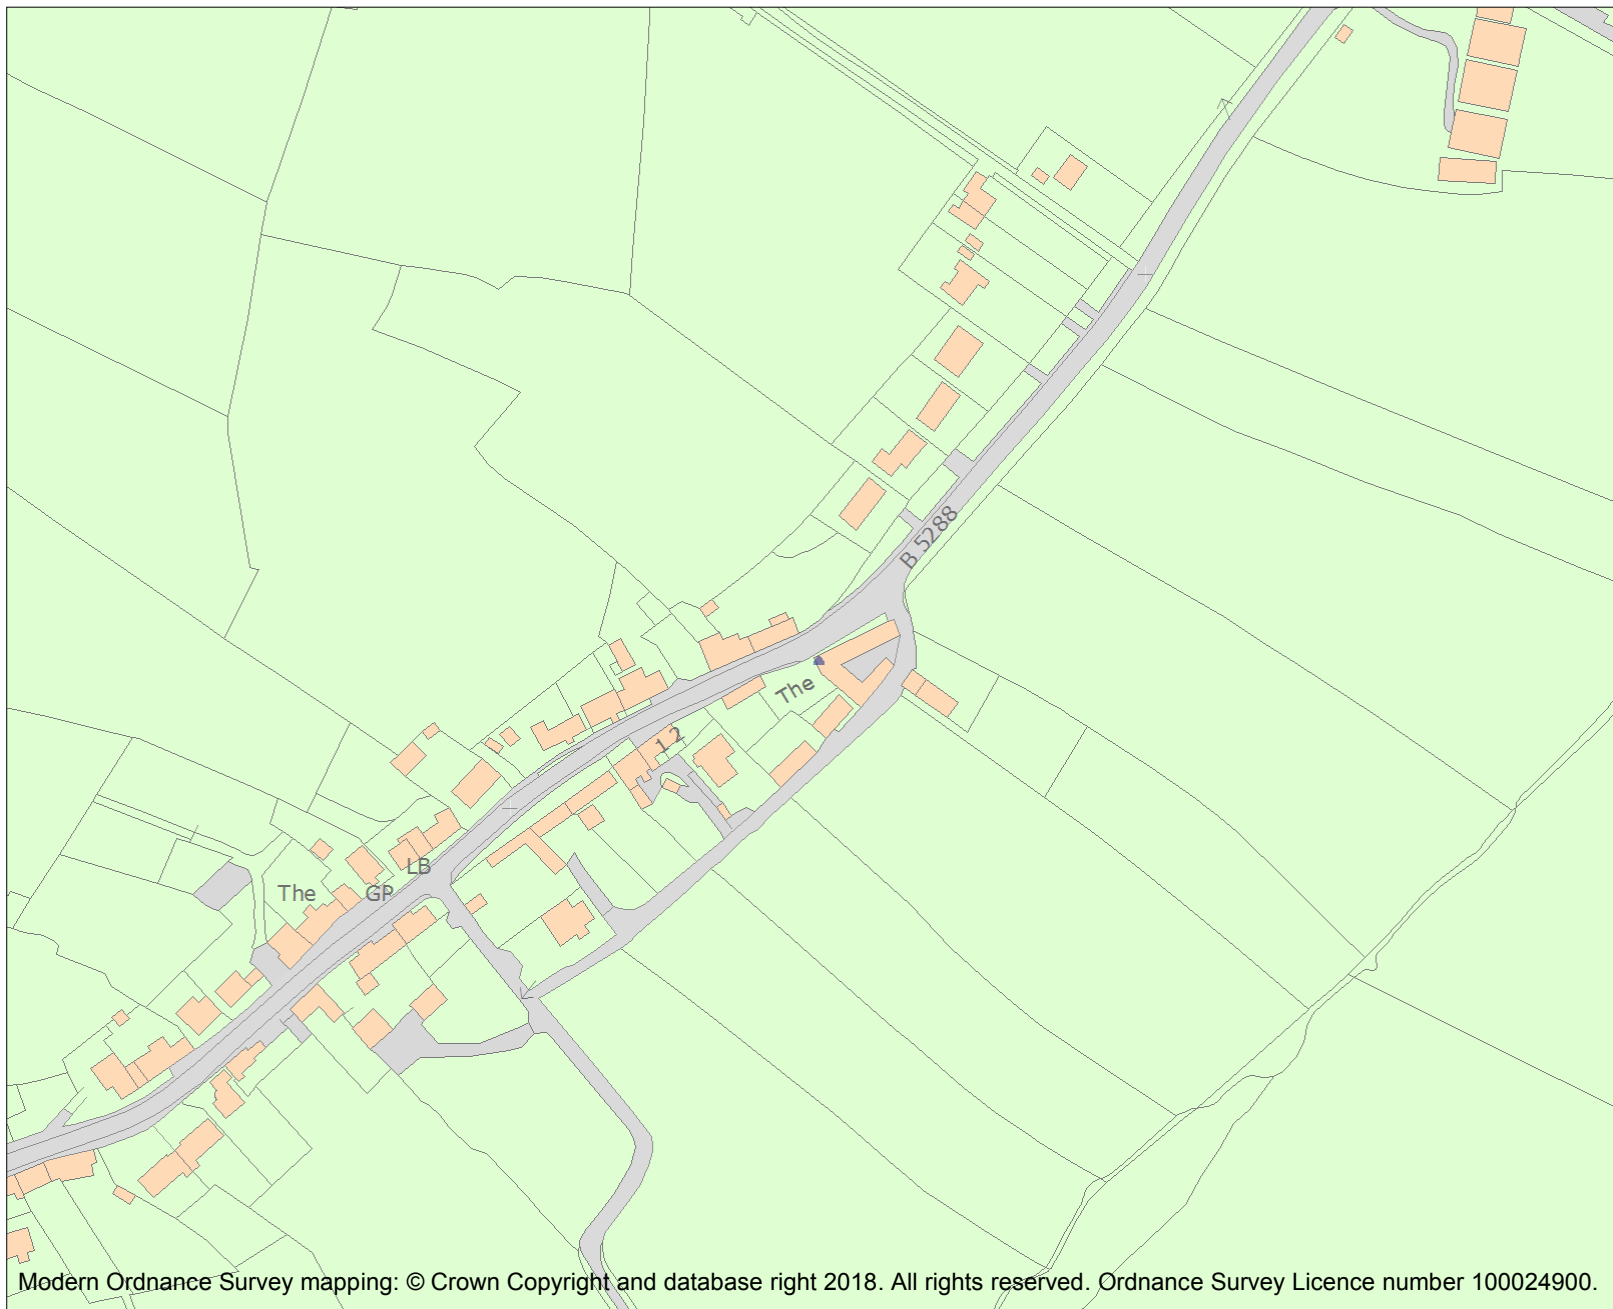 B 5288
The
1 2
LB
The
GP
Modern Ordnance Survey mapping: © Crown Copyright and database right 2018. All rights reserved. Ordnance Survey Licence number 100024900.